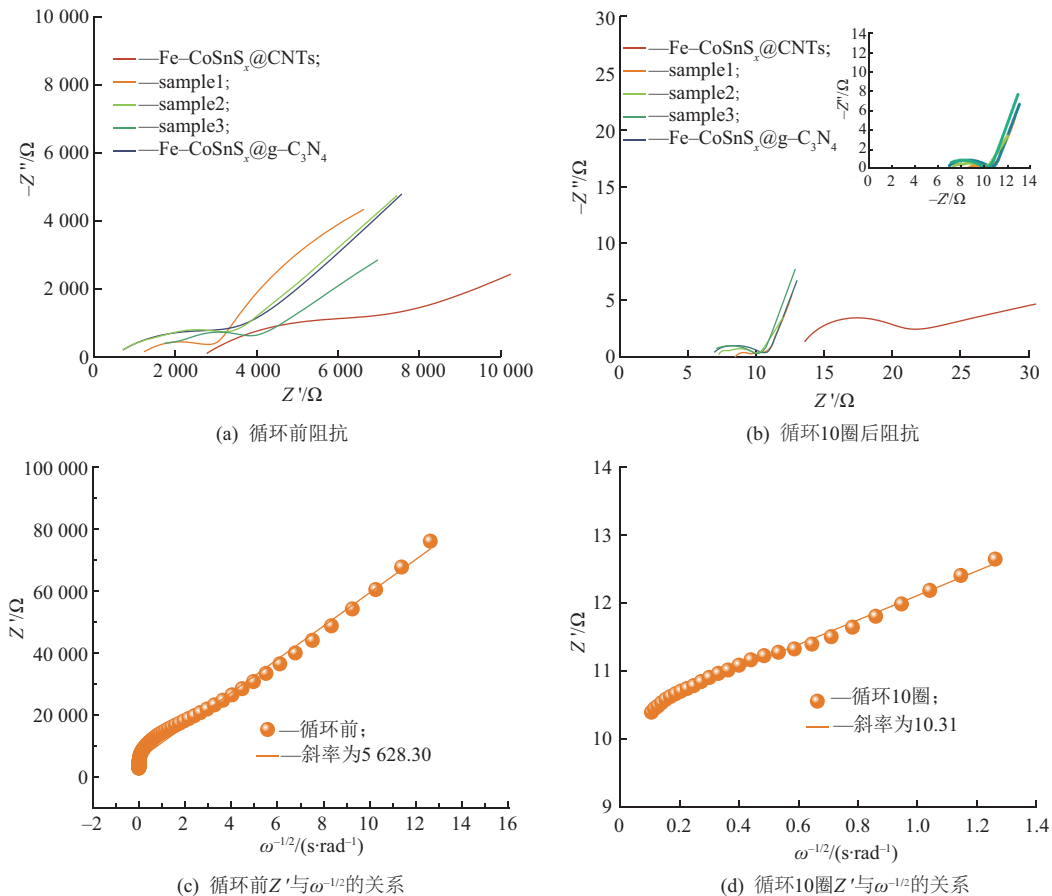 10 000
8 000
6 000
4 000
2 000
0
–Z″/Ω
—Fe–CoSnSₓ@CNTs;
—sample1;
—sample2;
—sample3;
—Fe–CoSnSₓ@g–C₃N₄
0
2 000
4 000
6 000
8 000
10 000
Z′/Ω
(a) 循环前阻抗
30
25
20
15
10
5
0
–Z″/Ω
—Fe–CoSnSₓ@CNTs;
—sample1;
—sample2;
—sample3;
—Fe–CoSnSₓ@g–C₃N₄
14
12
10
8
6
4
2
0
–Z″/Ω
0 2 4 6 8 10 12 14
–Z′/Ω
0
5
10
15
20
25
30
Z′/Ω
(b) 循环10圈后阻抗
100 000
80 000
60 000
40 000
20 000
0
Z′/Ω
—循环前;
—斜率为5 628.30
–2 0 2 4 6 8 10 12 14 16
ω⁻¹/²/(s·rad⁻¹)
(c) 循环前Z′与ω⁻¹/²的关系
14
13
12
11
10
9
Z′/Ω
—循环10圈;
—斜率为10.31
0 0.2 0.4 0.6 0.8 1.0 1.2 1.4
ω⁻¹/²/(s·rad⁻¹)
(d) 循环10圈Z′与ω⁻¹/²的关系